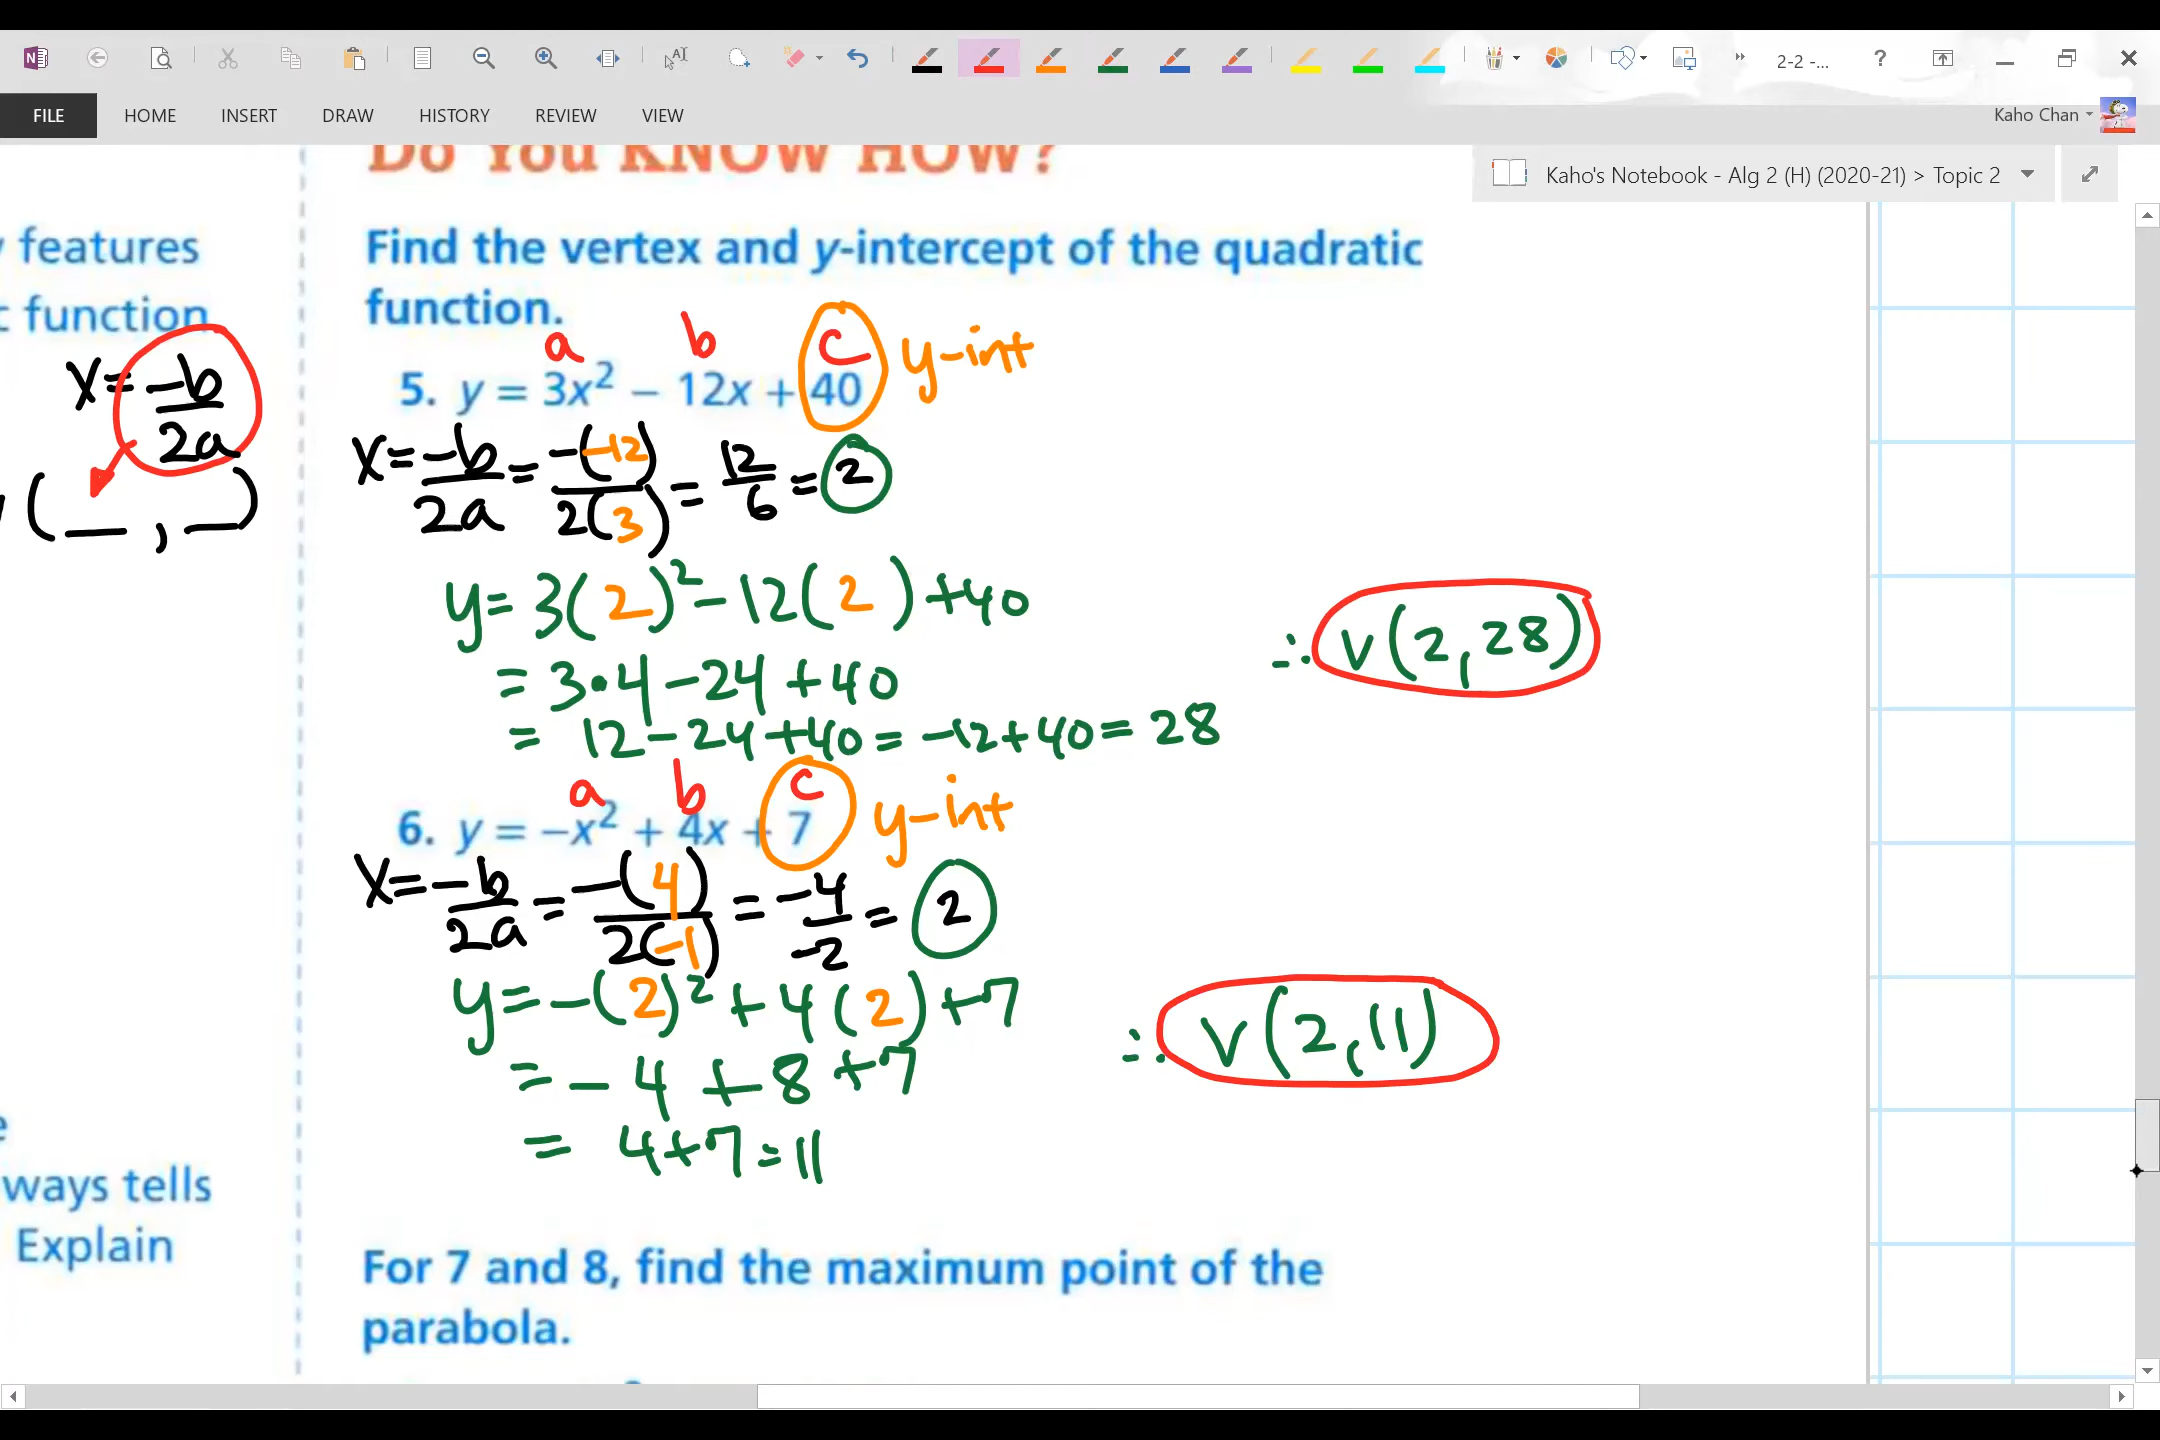 2-2 -...
?
FILE HOME INSERT DRAW HISTORY REVIEW VIEW
Kaho Chan
Kaho's Notebook - Alg 2 (H) (2020-21) > Topic 2
Do You KNOW HOW?
features
function
x = -b/2a
( __ , __ )
ways tells
Explain
Find the vertex and y-intercept of the quadratic
function.
a b c y-int
5. y = 3x² − 12x + 40
x = -b/2a = -(-12)/2(3) = 12/6 = 2
y = 3(2)² - 12(2) + 40
= 3•4 - 24 + 40
= 12 - 24 + 40 = -12 + 40 = 28
∴ V(2, 28)
a b c y-int
6. y = −x² + 4x + 7
x = -b/2a = -(4)/2(-1) = -4/-2 = 2
y = -(2)² + 4(2) + 7
= -4 + 8 + 7
= 4 + 7 = 11
∴ V(2, 11)
For 7 and 8, find the maximum point of the
parabola.